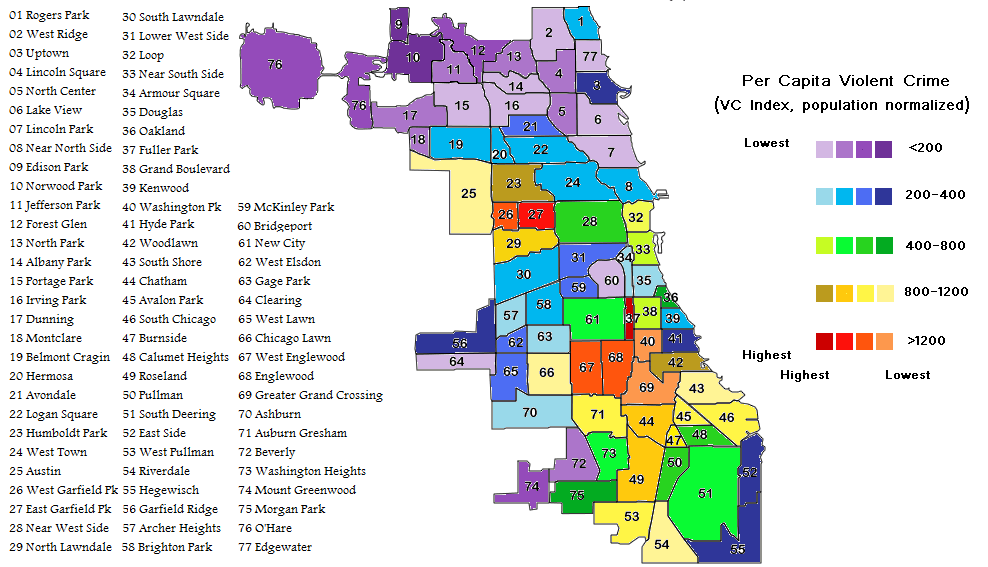 Per Capita Violent Crime
(VC Index, population normalized)
Lowest
<200
200-400
400-800
800-1200
>1200
Highest
Highest
Lowest
01 Rogers Park
02 West Ridge
03 Uptown
04 Lincoln Square
05 North Center
06 Lake View
07 Lincoln Park
08 Near North Side
09 Edison Park
10 Norwood Park
11 Jefferson Park
12 Forest Glen
13 North Park
14 Albany Park
15 Portage Park
16 Irving Park
17 Dunning
18 Montclare
19 Belmont Cragin
20 Hermosa
21 Avondale
22 Logan Square
23 Humboldt Park
24 West Town
25 Austin
26 West Garfield Pk
27 East Garfield Pk
28 Near West Side
29 North Lawndale
30 South Lawndale
31 Lower West Side
32 Loop
33 Near South Side
34 Armour Square
35 Douglas
36 Oakland
37 Fuller Park
38 Grand Boulevard
39 Kenwood
40 Washington Pk
41 Hyde Park
42 Woodlawn
43 South Shore
44 Chatham
45 Avalon Park
46 South Chicago
47 Burnside
48 Calumet Heights
49 Roseland
50 Pullman
51 South Deering
52 East Side
53 West Pullman
54 Riverdale
55 Hegewisch
56 Garfield Ridge
57 Archer Heights
58 Brighton Park
59 McKinley Park
60 Bridgeport
61 New City
62 West Elsdon
63 Gage Park
64 Clearing
65 West Lawn
66 Chicago Lawn
67 West Englewood
68 Englewood
69 Greater Grand Crossing
70 Ashburn
71 Auburn Gresham
72 Beverly
73 Washington Heights
74 Mount Greenwood
75 Morgan Park
76 O'Hare
77 Edgewater
9
1
2
10
12
13
77
76
11
4
3
14
76
17
15
16
5
6
21
18
19
20
22
7
25
23
24
8
26
27
28
32
29
33
31
34
30
60
35
59
36
57
58
61
37
38
39
56
62
63
40
41
64
65
66
67
68
42
69
43
70
71
44
45
46
47
48
72
73
50
52
74
75
49
51
53
54
55